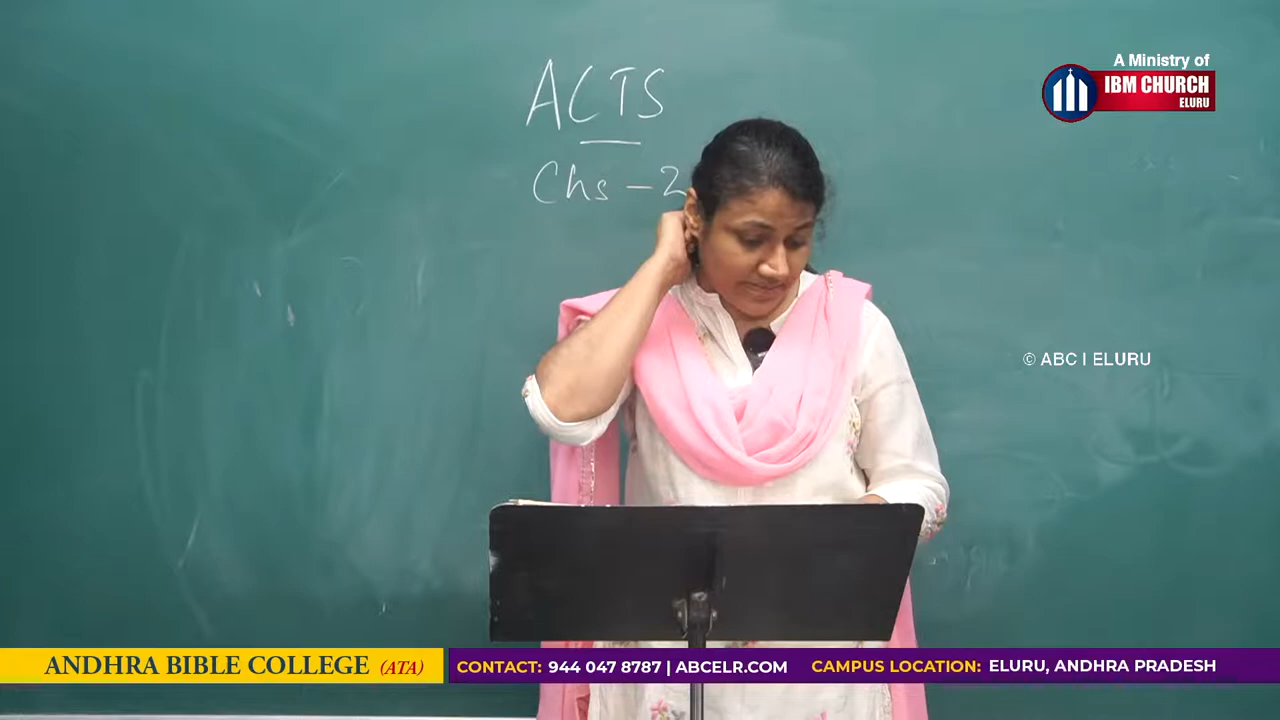 ACTS
Chs - 2
A Ministry of
IBM CHURCH
ELURU
© ABC I ELURU
ANDHRA BIBLE COLLEGE (ATA)
CONTACT: 944 047 8787 | ABCELR.COM CAMPUS LOCATION: ELURU, ANDHRA PRADESH